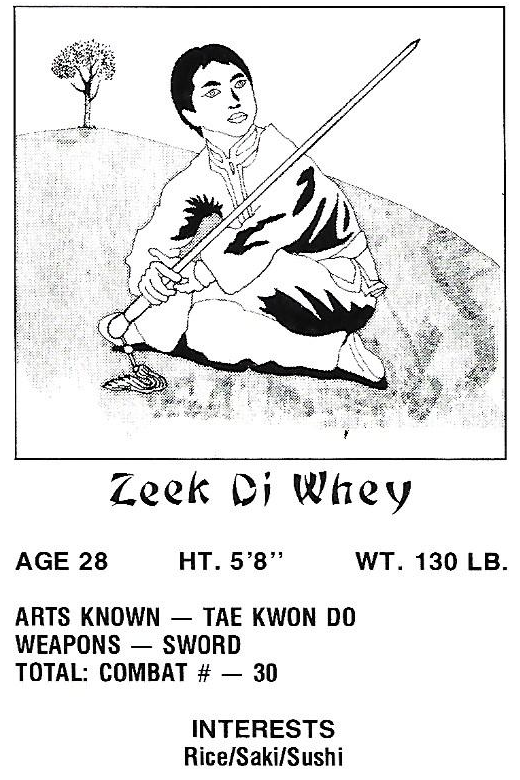 Zeek Di Whey
AGE 28 HT. 5'8" WT. 130 LB.
ARTS KNOWN — TAE KWON DO
WEAPONS — SWORD
TOTAL: COMBAT # — 30
INTERESTS
Rice/Saki/Sushi